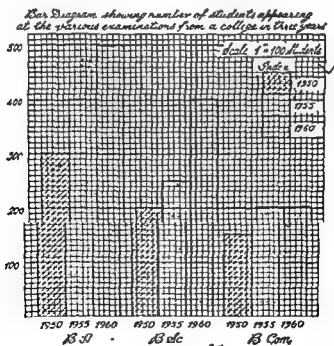 Bar Diagram showing number of students appearing
at the various examinations from a college in three years
500
Scale 1" = 100 Students
Index
1950
1955
1960
400
300
200
100
1950 1955 1960 1950 1955 1960 1950 1955 1960
B A B Sc B Com